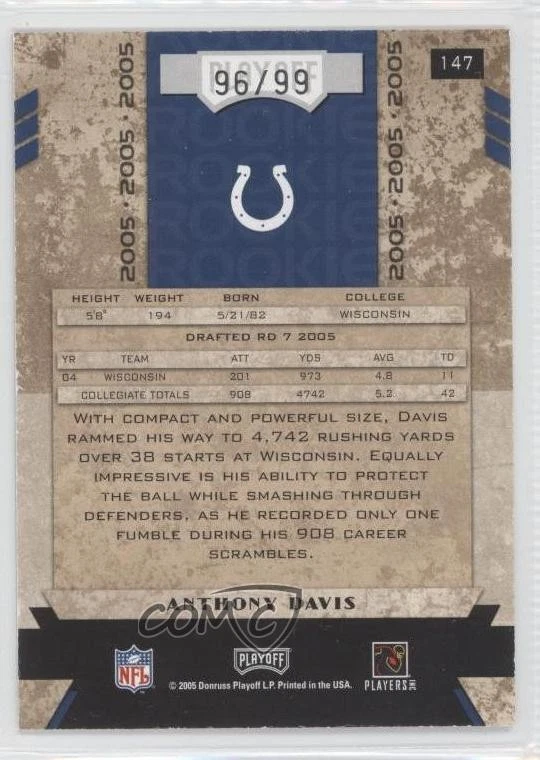 PLAYOFF
96/99
147
2005 · 2005 · 2005
2005 · 2005 · 2005
ROOKIE
ROOKIE
ROOKIE
ROOKIE
HEIGHT WEIGHT BORN COLLEGE
5'8" 194 5/21/82 WISCONSIN
DRAFTED RD 7 2005
YR TEAM ATT YDS AVG TD
04 WISCONSIN 201 973 4.8 11
COLLEGIATE TOTALS 908 4742 5.2 42
WITH COMPACT AND POWERFUL SIZE, DAVIS
RAMMED HIS WAY TO 4,742 RUSHING YARDS
OVER 38 STARTS AT WISCONSIN. EQUALLY
IMPRESSIVE IS HIS ABILITY TO PROTECT
THE BALL WHILE SMASHING THROUGH
DEFENDERS, AS HE RECORDED ONLY ONE
FUMBLE DURING HIS 908 CAREER
SCRAMBLES.
ANTHONY DAVIS
COMC
NFL
PLAYOFF
© 2005 Donruss Playoff L.P. Printed in the USA.
PLAYERS INC